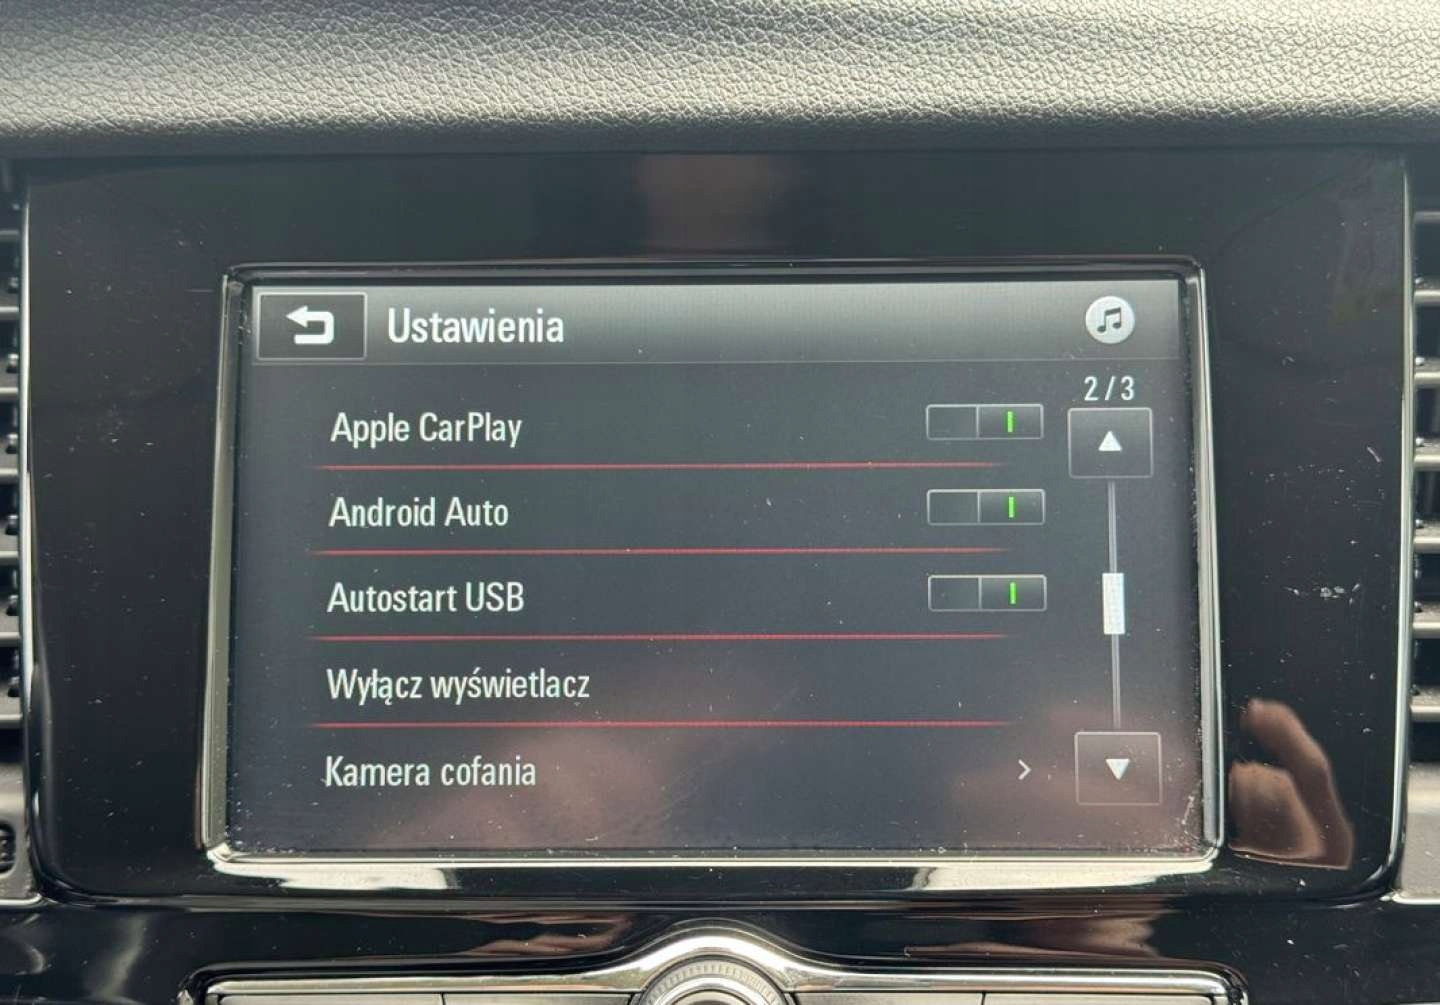 Ustawienia
2/3
Apple CarPlay
Android Auto
Autostart USB
Wyłącz wyświetlacz
Kamera cofania